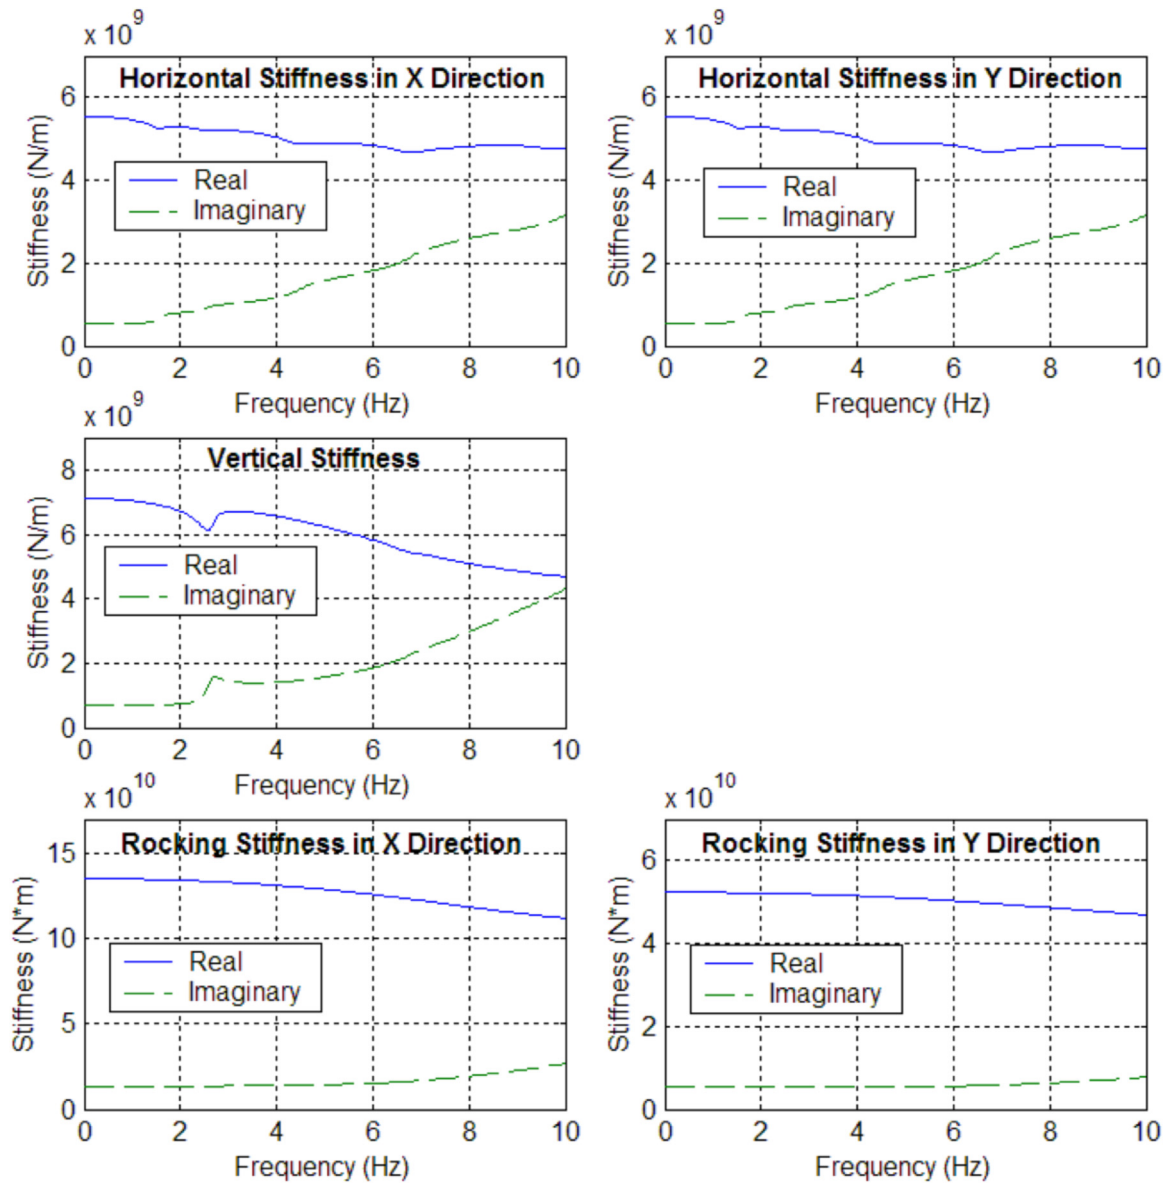 x 10^9
Horizontal Stiffness in X Direction
Stiffness (N/m)
6
4
2
0
Real
Imaginary
0 2 4 6 8 10
Frequency (Hz)
x 10^9
Horizontal Stiffness in Y Direction
Stiffness (N/m)
6
4
2
0
Real
Imaginary
0 2 4 6 8 10
Frequency (Hz)
x 10^9
Vertical Stiffness
Stiffness (N/m)
8
6
4
2
0
Real
Imaginary
0 2 4 6 8 10
Frequency (Hz)
x 10^10
Rocking Stiffness in X Direction
Stiffness (N*m)
15
10
5
0
Real
Imaginary
0 2 4 6 8 10
Frequency (Hz)
x 10^10
Rocking Stiffness in Y Direction
Stiffness (N*m)
6
4
2
0
Real
Imaginary
0 2 4 6 8 10
Frequency (Hz)